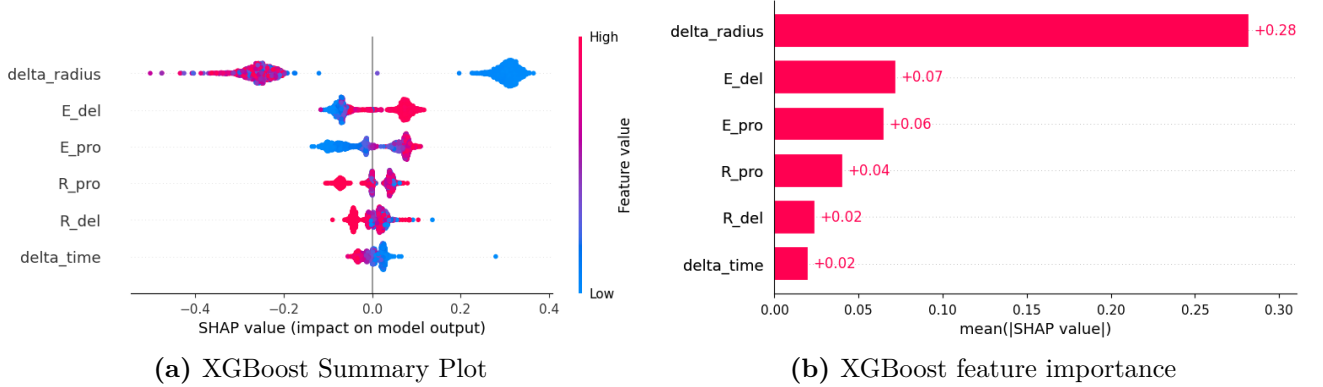 delta_radius
E_del
E_pro
R_pro
R_del
delta_time
−0.4 −0.2 0.0 0.2 0.4
SHAP value (impact on model output)
High
Feature value
Low
(a) XGBoost Summary Plot
delta_radius +0.28
E_del +0.07
E_pro +0.06
R_pro +0.04
R_del +0.02
delta_time +0.02
0.00 0.05 0.10 0.15 0.20 0.25 0.30
mean(|SHAP value|)
(b) XGBoost feature importance